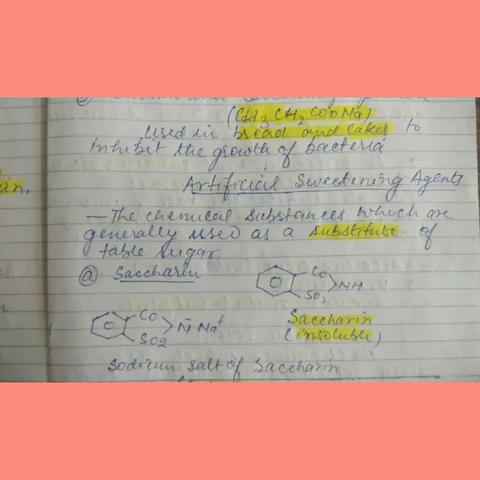 (CH3 CH2 COONa)
used in bread and cakes to
inhibit the growth of bacteria
Artificial Sweetening Agents
— The chemical substances which are
generally used as a substitute of
table sugar
ⓐ Saccharin
CO
NH
SO2
CO
N̄ Na+
SO2
Saccharin
(insoluble)
Sodium salt of Saccharin